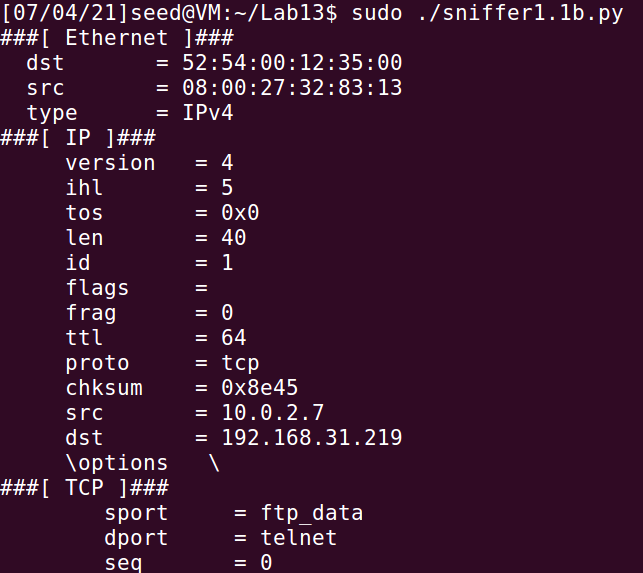 [07/04/21]seed@VM:~/Lab13$ sudo ./sniffer1.1b.py
###[ Ethernet ]###
  dst       = 52:54:00:12:35:00
  src       = 08:00:27:32:83:13
  type      = IPv4
###[ IP ]###
     version   = 4
     ihl       = 5
     tos       = 0x0
     len       = 40
     id        = 1
     flags     =
     frag      = 0
     ttl       = 64
     proto     = tcp
     chksum    = 0x8e45
     src       = 10.0.2.7
     dst       = 192.168.31.219
     \options   \
###[ TCP ]###
        sport     = ftp_data
        dport     = telnet
        seq       = 0